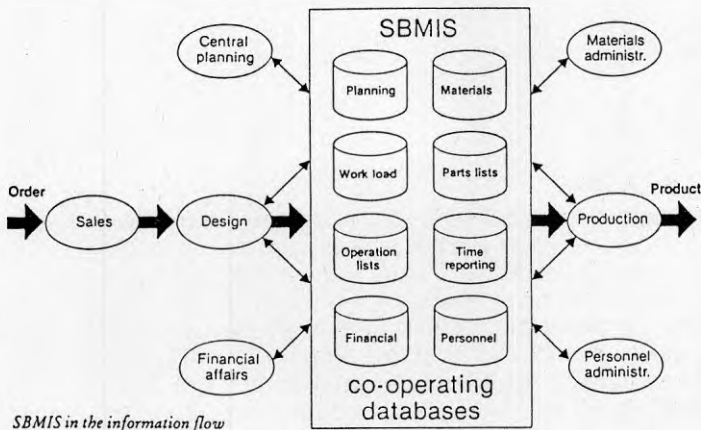 SBMIS
Central
planning
Materials
administr.
Planning
Materials
Work load
Parts lists
Order
Sales
Design
Production
Product
Operation
lists
Time
reporting
Financial
Personnel
Financial
affairs
Personnel
administr.
co-operating
databases
SBMIS in the information flow